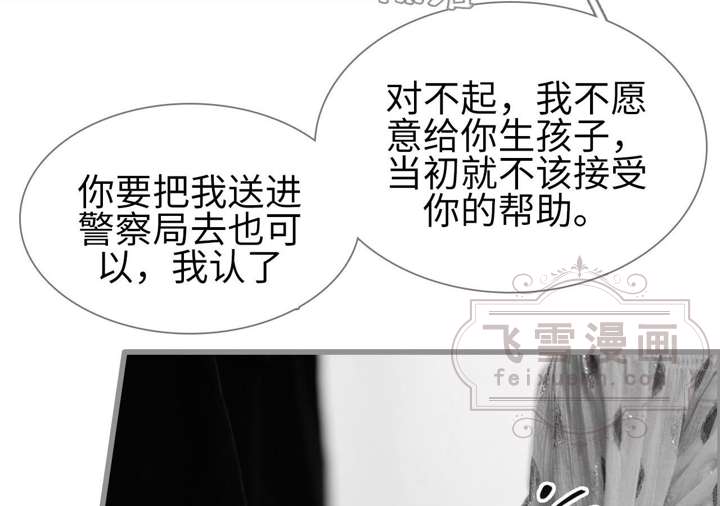 对不起，我不愿
意给你生孩子，
当初就不该接受
你的帮助。
你要把我送进
警察局去也可
以，我认了
飞雪漫画